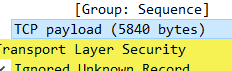 [Group: Sequence]
TCP payload (5840 bytes)
Transport Layer Security
Ignored Unknown Record